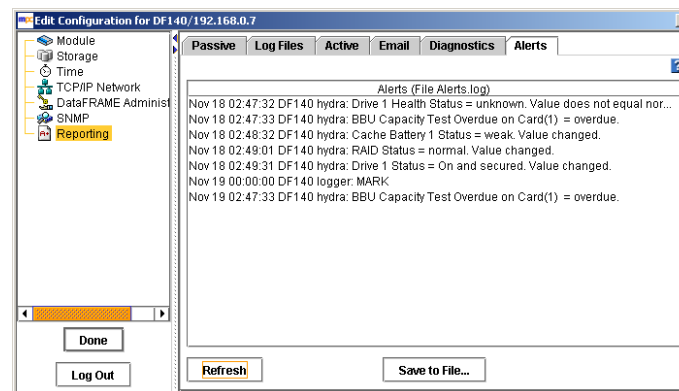 Edit Configuration for DF140/192.168.0.7
Module
Storage
Time
TCP/IP Network
DataFRAME Administ
SNMP
Reporting
Done
Log Out
Passive Log Files Active Email Diagnostics Alerts
Alerts (File Alerts.log)
Nov 18 02:47:32 DF140 hydra: Drive 1 Health Status = unknown. Value does not equal nor...
Nov 18 02:47:33 DF140 hydra: BBU Capacity Test Overdue on Card(1) = overdue.
Nov 18 02:48:32 DF140 hydra: Cache Battery 1 Status = weak. Value changed.
Nov 18 02:49:01 DF140 hydra: RAID Status = normal. Value changed.
Nov 18 02:49:31 DF140 hydra: Drive 1 Status = On and secured. Value changed.
Nov 19 00:00:00 DF140 logger: MARK
Nov 19 02:47:33 DF140 hydra: BBU Capacity Test Overdue on Card(1) = overdue.
Refresh Save to File...